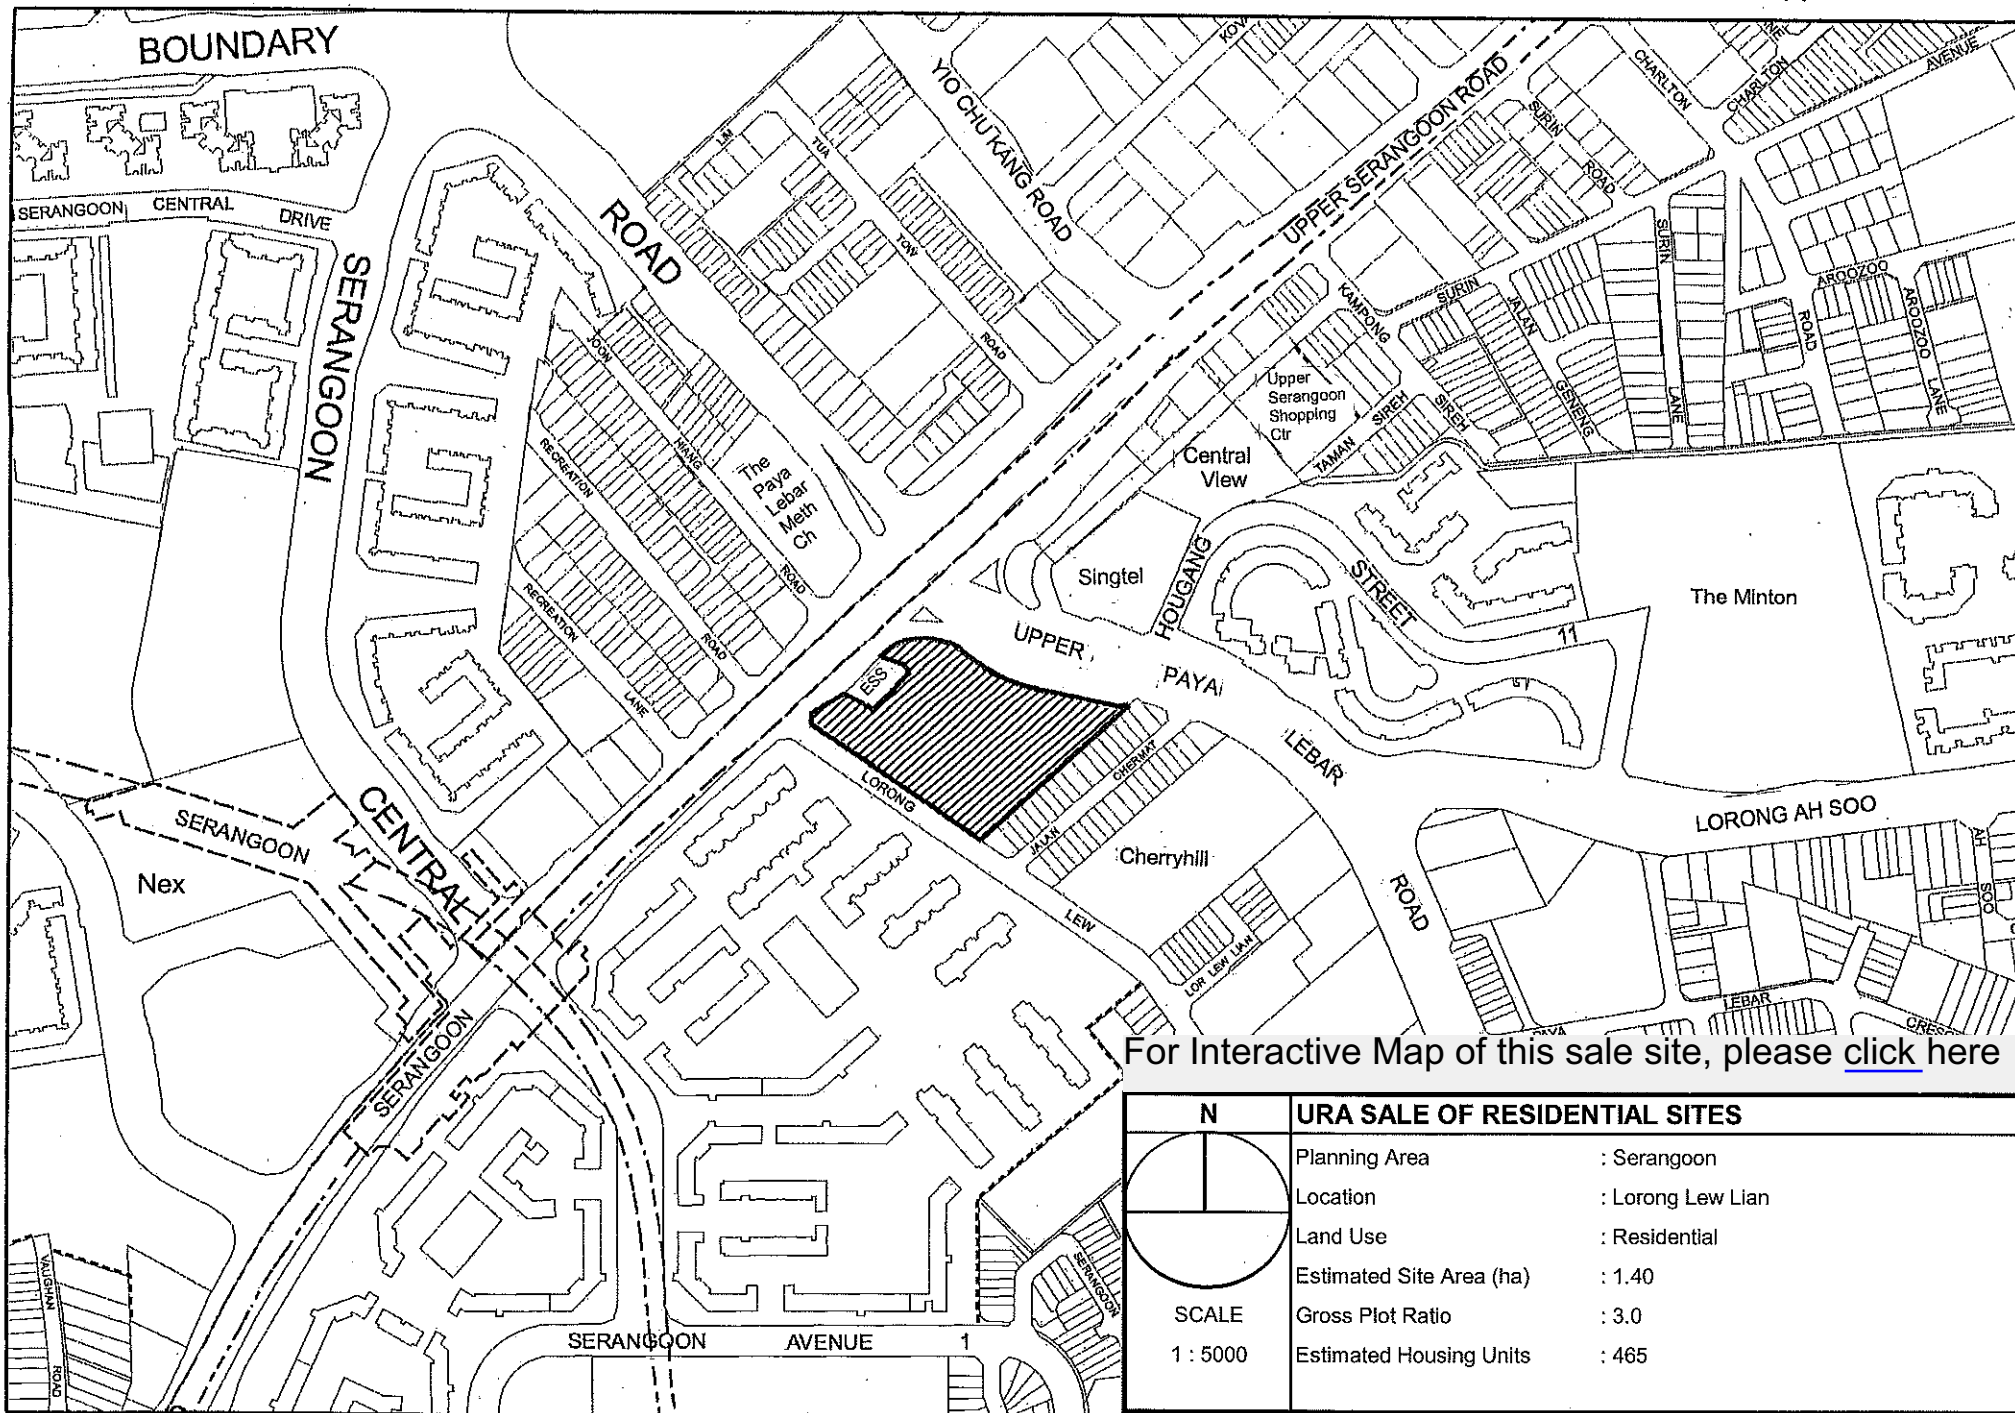 BOUNDARY
ROAD
YIO CHU KANG ROAD
UPPER SERANGOON ROAD
CHARLTON
CHARLTON
AVENUE
SURIN
ROAD
LIM
TUA
TOW
ROAD
SERANGOON CENTRAL DRIVE
SERANGOON
CENTRAL
JOON
HIANG
ROAD
RECREATION
ROAD
RECREATION
LANE
The
Paya
Lebar
Meth
Ch
KAMPONG
SIREH
SURIN
JALAN
GENENG
SURIN
LANE
AROOZOO
ROAD
AROOZOO
LANE
Upper
Serangoon
Shopping
Ctr
TAMAN SIREH
Central
View
Singtel
HOUGANG
STREET
11
The Minton
UPPER
PAYA
LEBAR
ROAD
ESS
LORONG
LEW
JALAN CHERMAT
Cherryhill
LOR LEW LIAN
LORONG AH SOO
AH
SOO
PAYA
LEBAR
SERANGOON
Nex
SERANGOON
SERANGOON AVENUE 1
SERANGOON
VAUGHAN
ROAD
For Interactive Map of this sale site, please click here
N
SCALE
1 : 5000
URA SALE OF RESIDENTIAL SITES
Planning Area : Serangoon
Location : Lorong Lew Lian
Land Use : Residential
Estimated Site Area (ha) : 1.40
Gross Plot Ratio : 3.0
Estimated Housing Units : 465